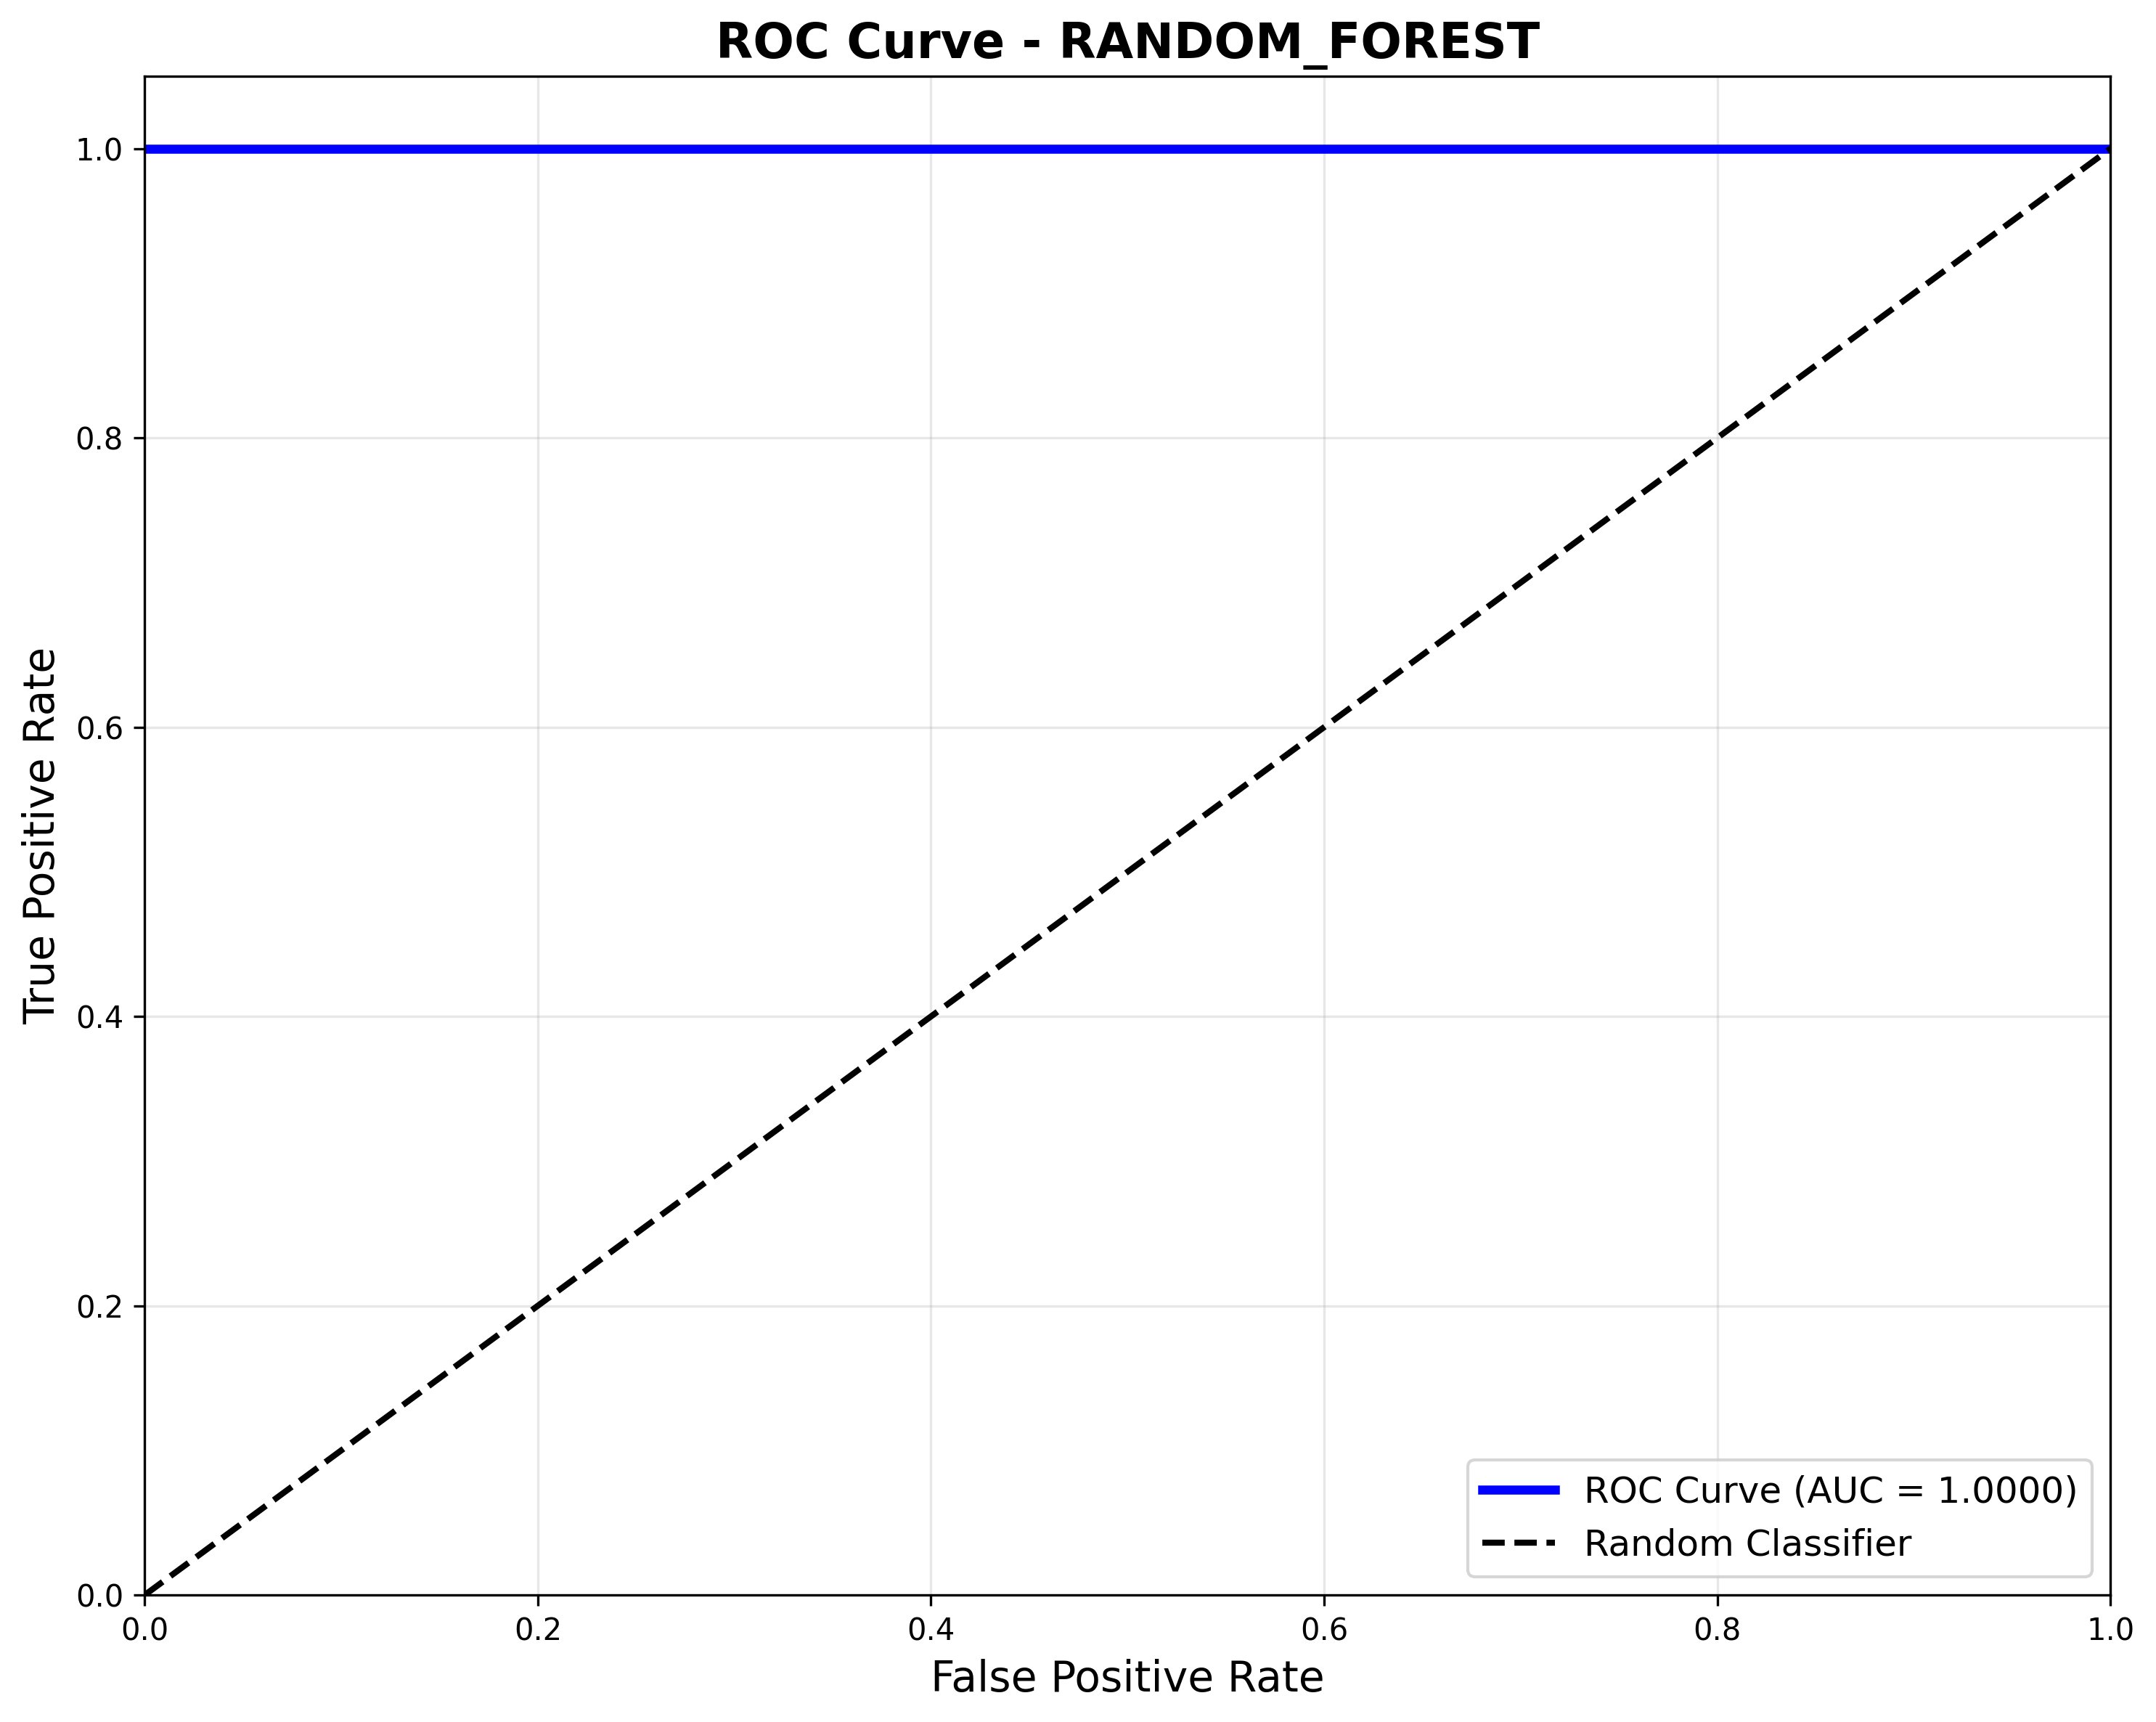 ROC Curve - RANDOM_FOREST
True Positive Rate
1.0
0.8
0.6
0.4
0.2
0.0
ROC Curve (AUC = 1.0000)
Random Classifier
0.0 0.2 0.4 0.6 0.8 1.0
False Positive Rate